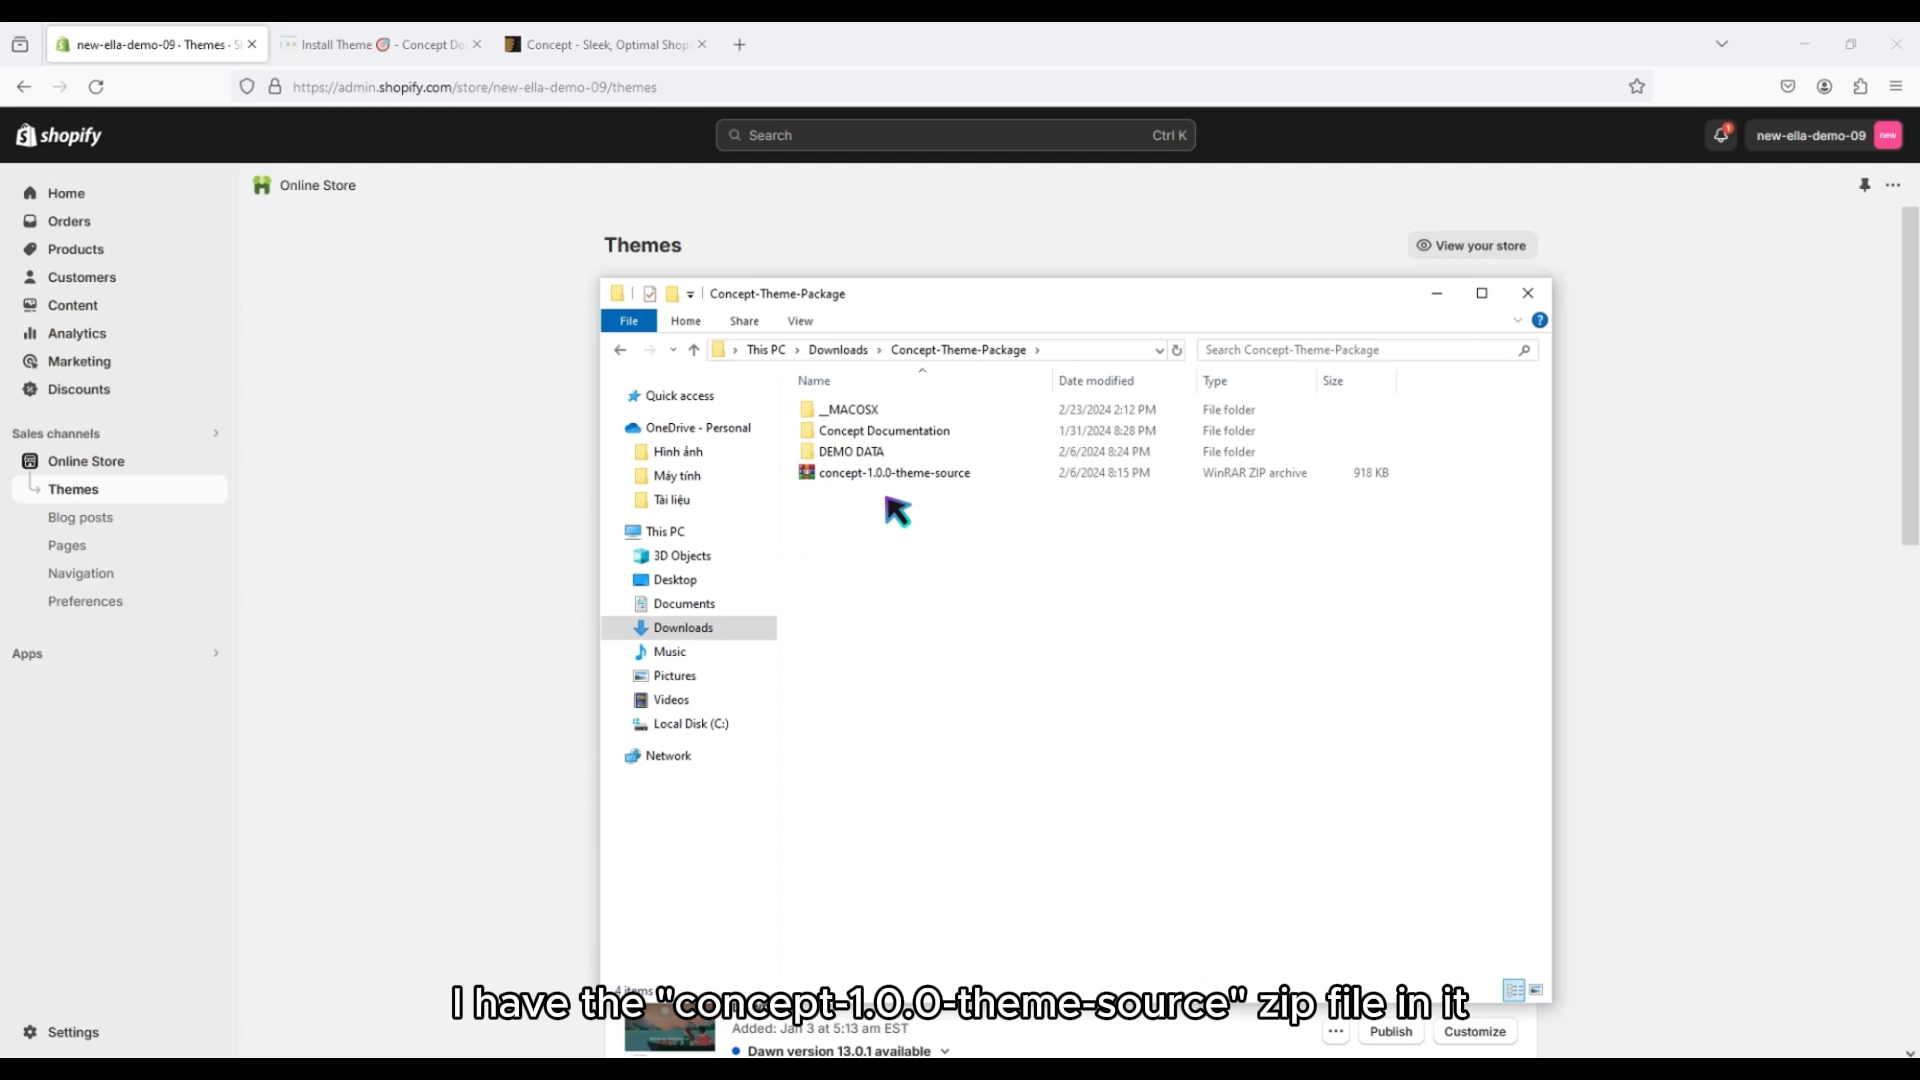 new-ella-demo-09 · Themes · S
Install Theme 🎯 - Concept Do
Concept - Sleek, Optimal Shop
https://admin.shopify.com/store/new-ella-demo-09/themes
shopify
Search
Ctrl K
1
new-ella-demo-09
new
Home
Orders
Products
Customers
Content
Analytics
Marketing
Discounts
Sales channels
Online Store
Themes
Blog posts
Pages
Navigation
Preferences
Apps
Settings
Online Store
Themes
View your store
Concept-Theme-Package
File Home Share View
This PC › Downloads › Concept-Theme-Package ›
Search Concept-Theme-Package
Quick access
OneDrive - Personal
Hình ảnh
Máy tính
Tài liệu
This PC
3D Objects
Desktop
Documents
Downloads
Music
Pictures
Videos
Local Disk (C:)
Network
Name Date modified Type Size
__MACOSX 2/23/2024 2:12 PM File folder
Concept Documentation 1/31/2024 8:28 PM File folder
DEMO DATA 2/6/2024 8:24 PM File folder
concept-1.0.0-theme-source 2/6/2024 8:15 PM WinRAR ZIP archive 918 KB
4 items
I have the "concept-1.0.0-theme-source" zip file in it
Added: Jan 3 at 5:13 am EST
Dawn version 13.0.1 available
Publish
Customize